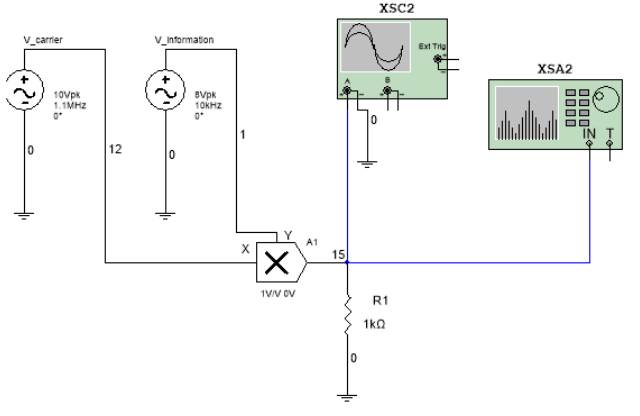 XSC2
V_carrier
V_Information
Ext Trig
XSA2
A
B
10Vpk
1.1MHz
0°
8Vpk
10kHz
0°
0
IN
T
0
12
0
1
Y
A1
X
15
1V/V 0V
R1
1kΩ
0